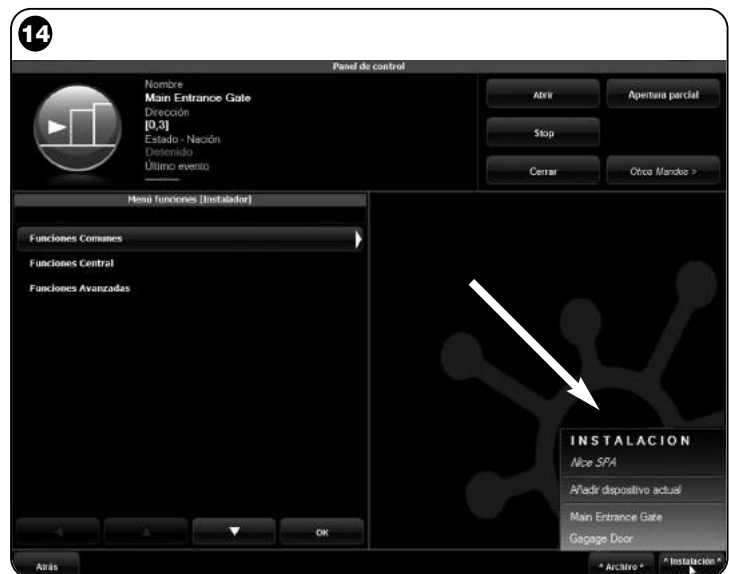 14
Panel de control
Nombre
Main Entrance Gate
Dirección
[0,3]
Estado - Nación
Detenido
Último evento
Abrir
Apertura parcial
Stop
Cerrar
Otros Mandos >
Menú funciones [Instalador]
Funciones Comunes
Funciones Central
Funciones Avanzadas
INSTALACION
Nice SPA
Añadir dispositivo actual
Main Entrance Gate
Gagage Door
OK
Atrás
^ Archivo ^
^ Instalación ^